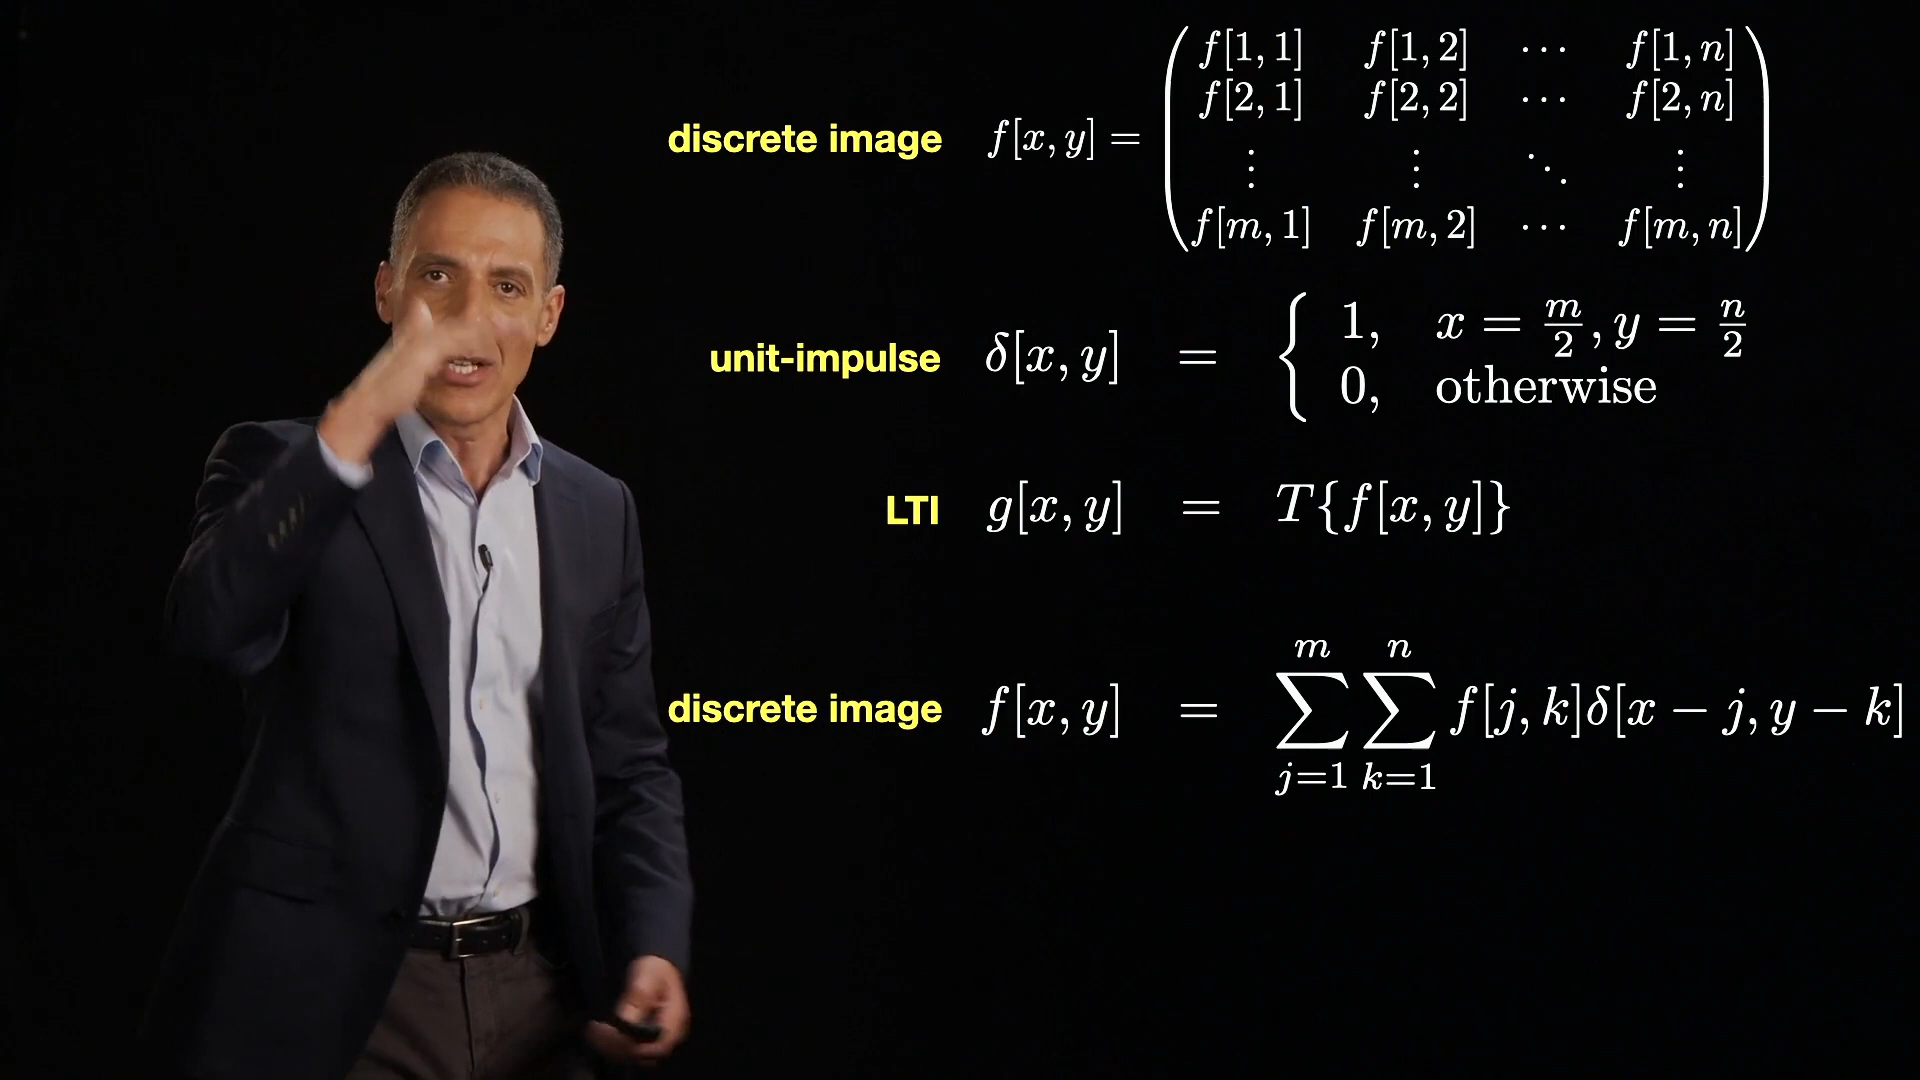 discrete image f[x, y] = ( f[1, 1] f[1, 2] ⋯ f[1, n]
f[2, 1] f[2, 2] ⋯ f[2, n]
⋮ ⋮ ⋱ ⋮
f[m, 1] f[m, 2] ⋯ f[m, n] )
unit-impulse δ[x, y] = { 1, x = m/2, y = n/2
0, otherwise
LTI g[x, y] = T{f[x, y]}
discrete image f[x, y] = ∑_{j=1}^{m} ∑_{k=1}^{n} f[j, k]δ[x − j, y − k]